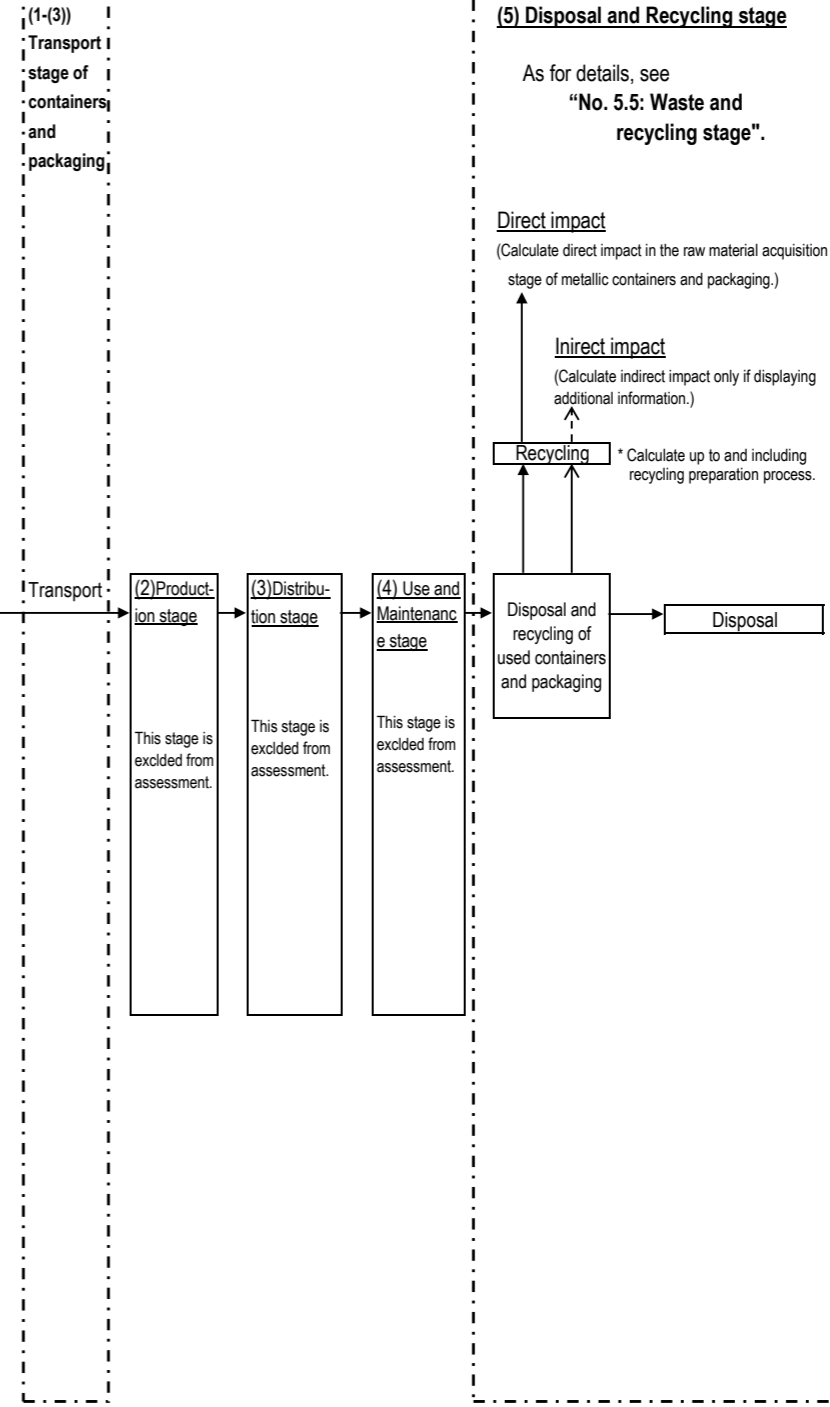 (1-(3))
Transport
stage of
containers
and
packaging
(5) Disposal and Recycling stage
As for details, see
“No. 5.5: Waste and
recycling stage".
Direct impact
(Calculate direct impact in the raw material acquisition
stage of metallic containers and packaging.)
Inirect impact
(Calculate indirect impact only if displaying
additional information.)
Recycling
* Calculate up to and including
recycling preparation process.
Transport
(2)Product-
ion stage
This stage is
exclded from
assessment.
(3)Distribu-
tion stage
This stage is
exclded from
assessment.
(4) Use and
Maintenanc
e stage
This stage is
exclded from
assessment.
Disposal and
recycling of
used containers
and packaging
Disposal